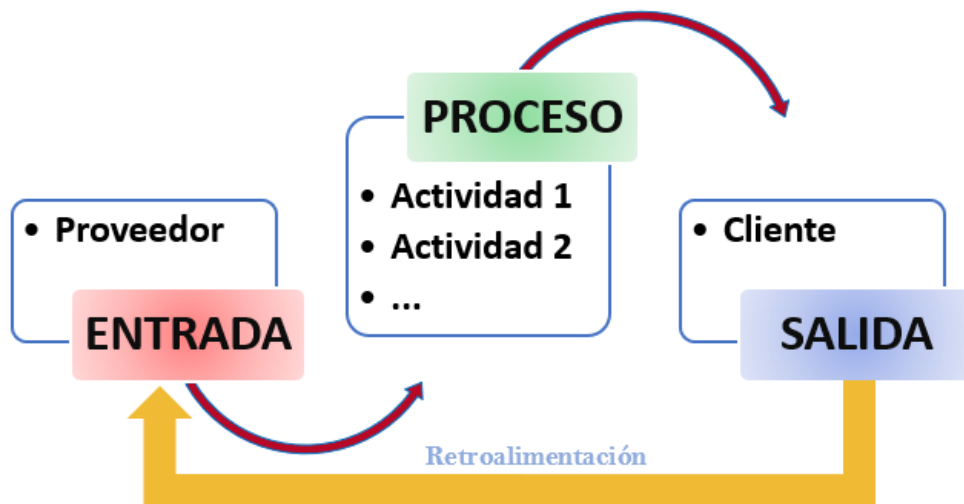 • Proveedor
ENTRADA
PROCESO
• Actividad 1
• Actividad 2
• ...
• Cliente
SALIDA
Retroalimentación